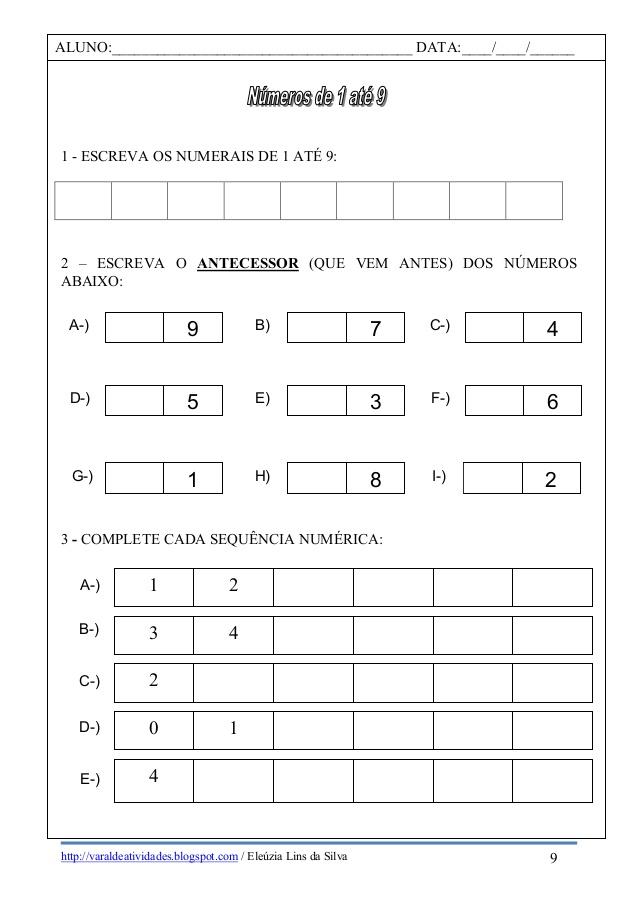 ALUNO:________________________________________ DATA:____/____/______
Números de 1 até 9
1 - ESCREVA OS NUMERAIS DE 1 ATÉ 9:
2 – ESCREVA O ANTECESSOR (QUE VEM ANTES) DOS NÚMEROS
ABAIXO:
A-) 9 B) 7 C-) 4
D-) 5 E) 3 F-) 6
G-) 1 H) 8 I-) 2
3 - COMPLETE CADA SEQUÊNCIA NUMÉRICA:
A-) 1 2
B-) 3 4
C-) 2
D-) 0 1
E-) 4
http://varaldeatividades.blogspot.com / Eleúzia Lins da Silva 9